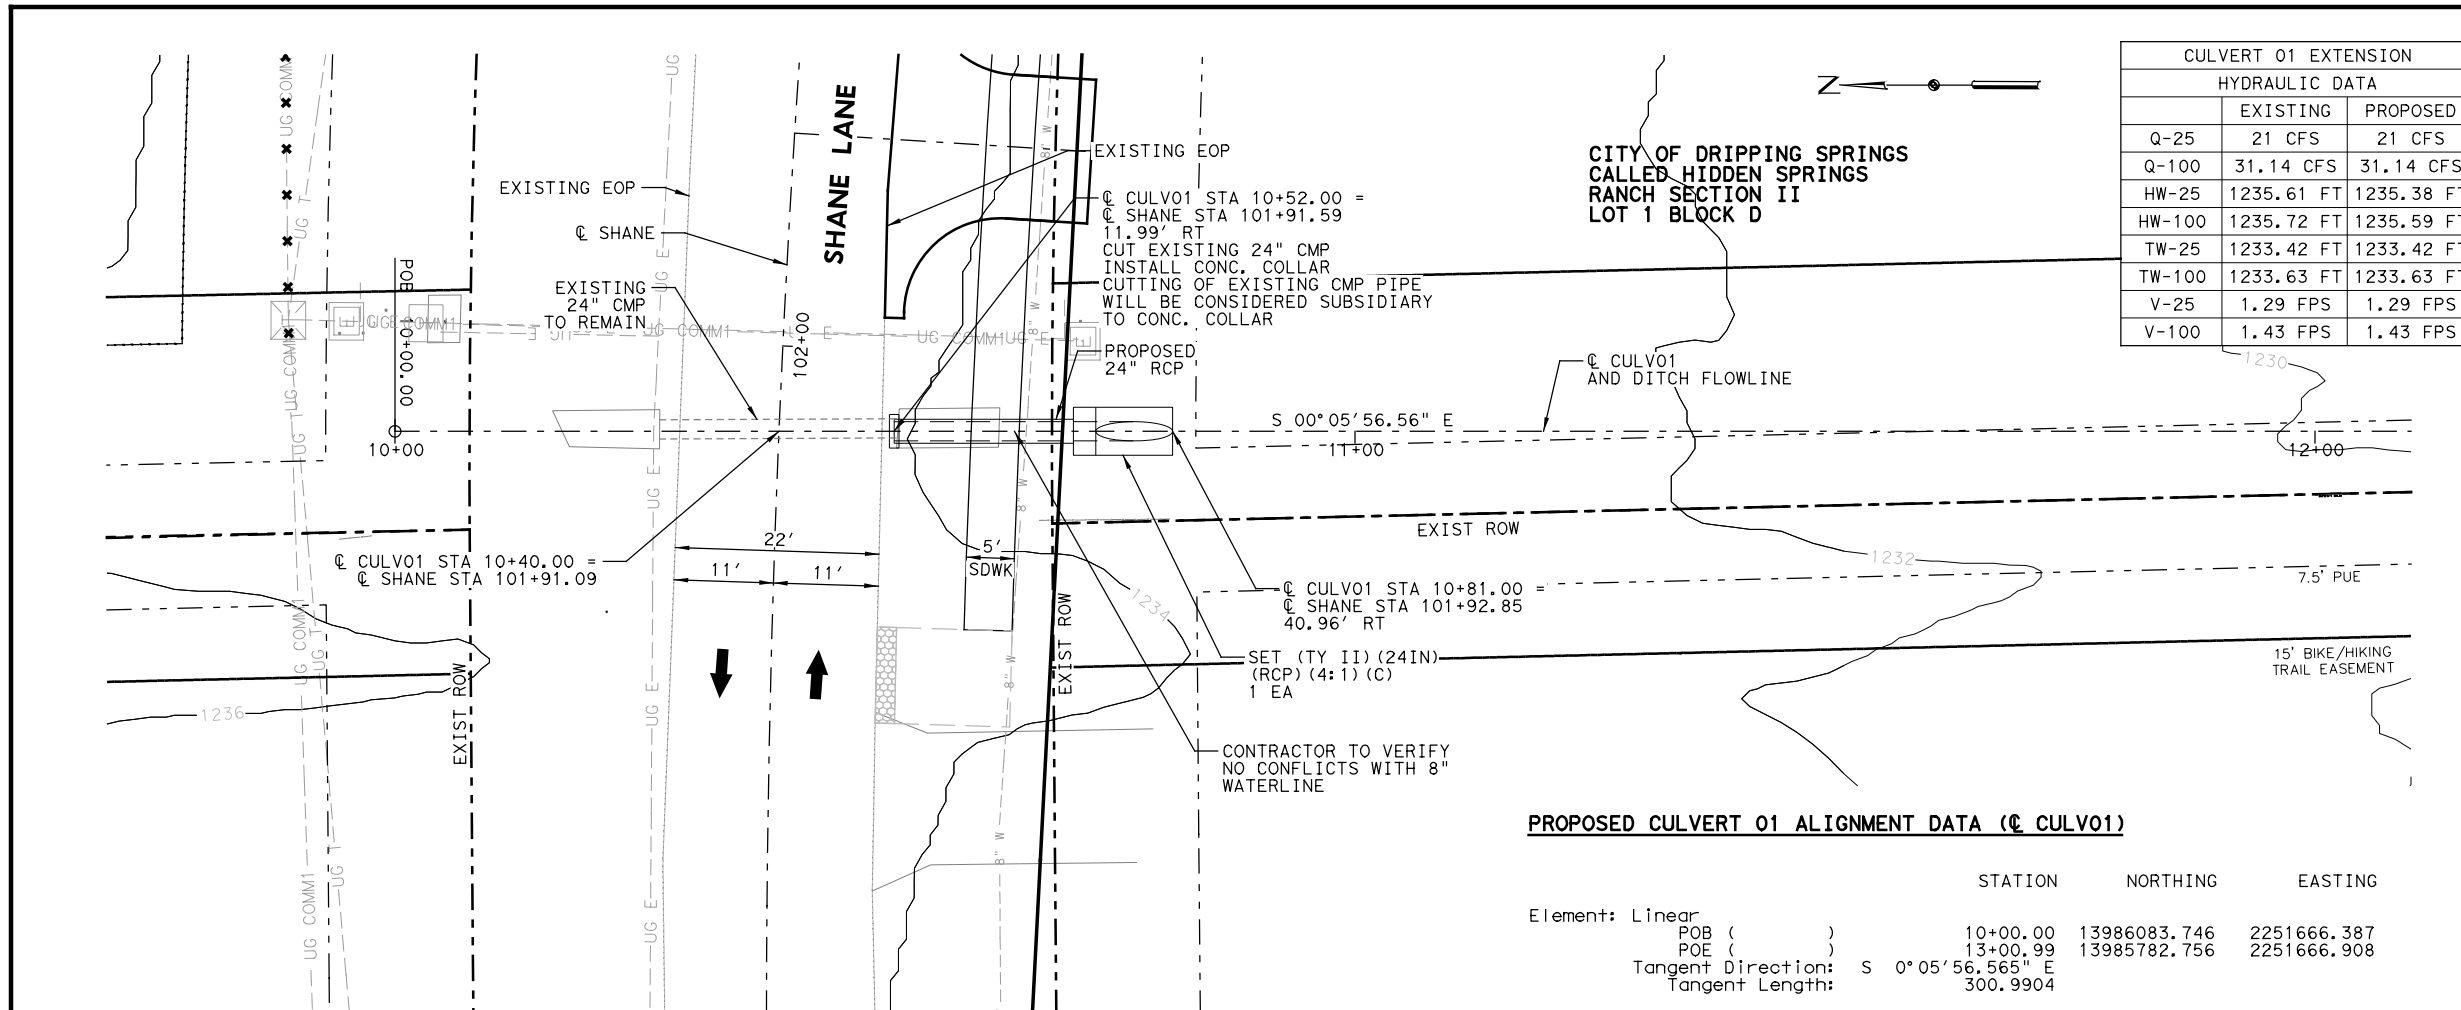 CULVERT 01 EXTENSION
HYDRAULIC DATA
EXISTING PROPOSED
Q-25 21 CFS 21 CFS
Q-100 31.14 CFS 31.14 CFS
HW-25 1235.61 FT 1235.38 FT
HW-100 1235.72 FT 1235.59 FT
TW-25 1233.42 FT 1233.42 FT
TW-100 1233.63 FT 1233.63 FT
V-25 1.29 FPS 1.29 FPS
V-100 1.43 FPS 1.43 FPS
Z
CITY OF DRIPPING SPRINGS
CALLED HIDDEN SPRINGS
RANCH SECTION II
LOT 1 BLOCK D
SHANE LANE
EXISTING EOP
EXISTING EOP
℄ SHANE
℄ CULV01 STA 10+52.00 =
℄ SHANE STA 101+91.59
11.99' RT
CUT EXISTING 24" CMP
INSTALL CONC. COLLAR
CUTTING OF EXISTING CMP PIPE
WILL BE CONSIDERED SUBSIDIARY
TO CONC. COLLAR
EXISTING
24" CMP
TO REMAIN
POB 10+00.00
102+00
PROPOSED
24" RCP
℄ CULV01
AND DITCH FLOWLINE
1230
S 00°05'56.56" E
10+00
11+00
12+00
EXIST ROW
℄ CULV01 STA 10+40.00 =
℄ SHANE STA 101+91.09
22'
11'
11'
5'
SDWK
1234
1232
7.5' PUE
℄ CULV01 STA 10+81.00 =
℄ SHANE STA 101+92.85
40.96' RT
SET (TY II)(24IN)
(RCP)(4:1)(C)
1 EA
15' BIKE/HIKING
TRAIL EASEMENT
1236
EXIST ROW
EXIST ROW
CONTRACTOR TO VERIFY
NO CONFLICTS WITH 8"
WATERLINE
UG COMM1
UG T
UG E
8" W
PROPOSED CULVERT 01 ALIGNMENT DATA (℄ CULV01)
STATION NORTHING EASTING
Element: Linear
POB ( ) 10+00.00 13986083.746 2251666.387
POE ( ) 13+00.99 13985782.756 2251666.908
Tangent Direction: S 0°05'56.565" E
Tangent Length: 300.9904